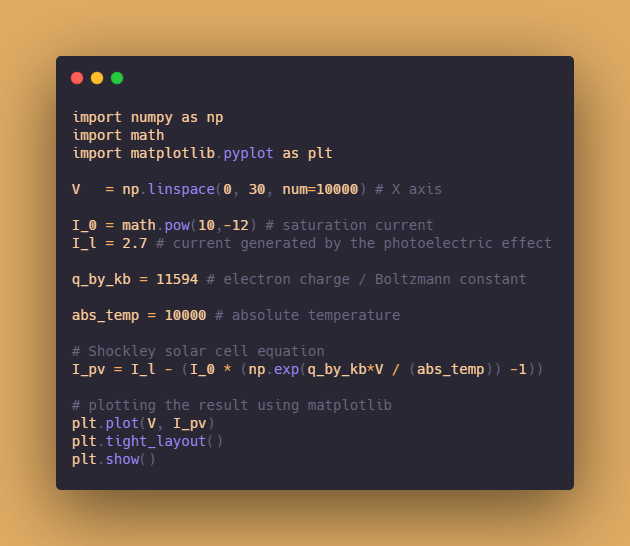 import numpy as np
import math
import matplotlib.pyplot as plt
V   = np.linspace(0, 30, num=10000) # X axis
I_0 = math.pow(10,-12) # saturation current
I_l = 2.7 # current generated by the photoelectric effect
q_by_kb = 11594 # electron charge / Boltzmann constant
abs_temp = 10000 # absolute temperature
# Shockley solar cell equation
I_pv = I_l - (I_0 * (np.exp(q_by_kb*V / (abs_temp)) -1))
# plotting the result using matplotlib
plt.plot(V, I_pv)
plt.tight_layout()
plt.show()